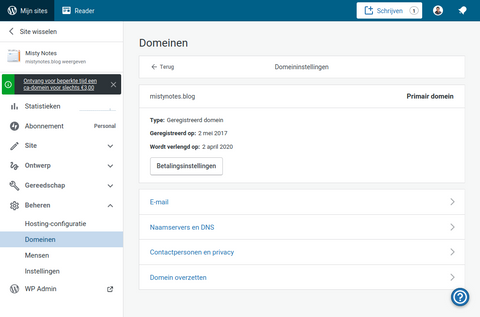 Mijn sites
Reader
Schrijven 1
Site wisselen
Misty Notes
mistynotes.blog weergeven
Ontvang voor beperkte tijd een
.ca-domein voor slechts €3,00
Statistieken
Abonnement Personal
Site
Ontwerp
Gereedschap
Beheren
Hosting-configuratie
Domeinen
Mensen
Instellingen
WP Admin
Domeinen
Terug
Domeininstellingen
mistynotes.blog
Primair domein
Type: Geregistreerd domein
Geregistreerd op: 2 mei 2017
Wordt verlengd op: 2 april 2020
Betalingsinstellingen
E-mail
Naamservers en DNS
Contactpersonen en privacy
Domein overzetten